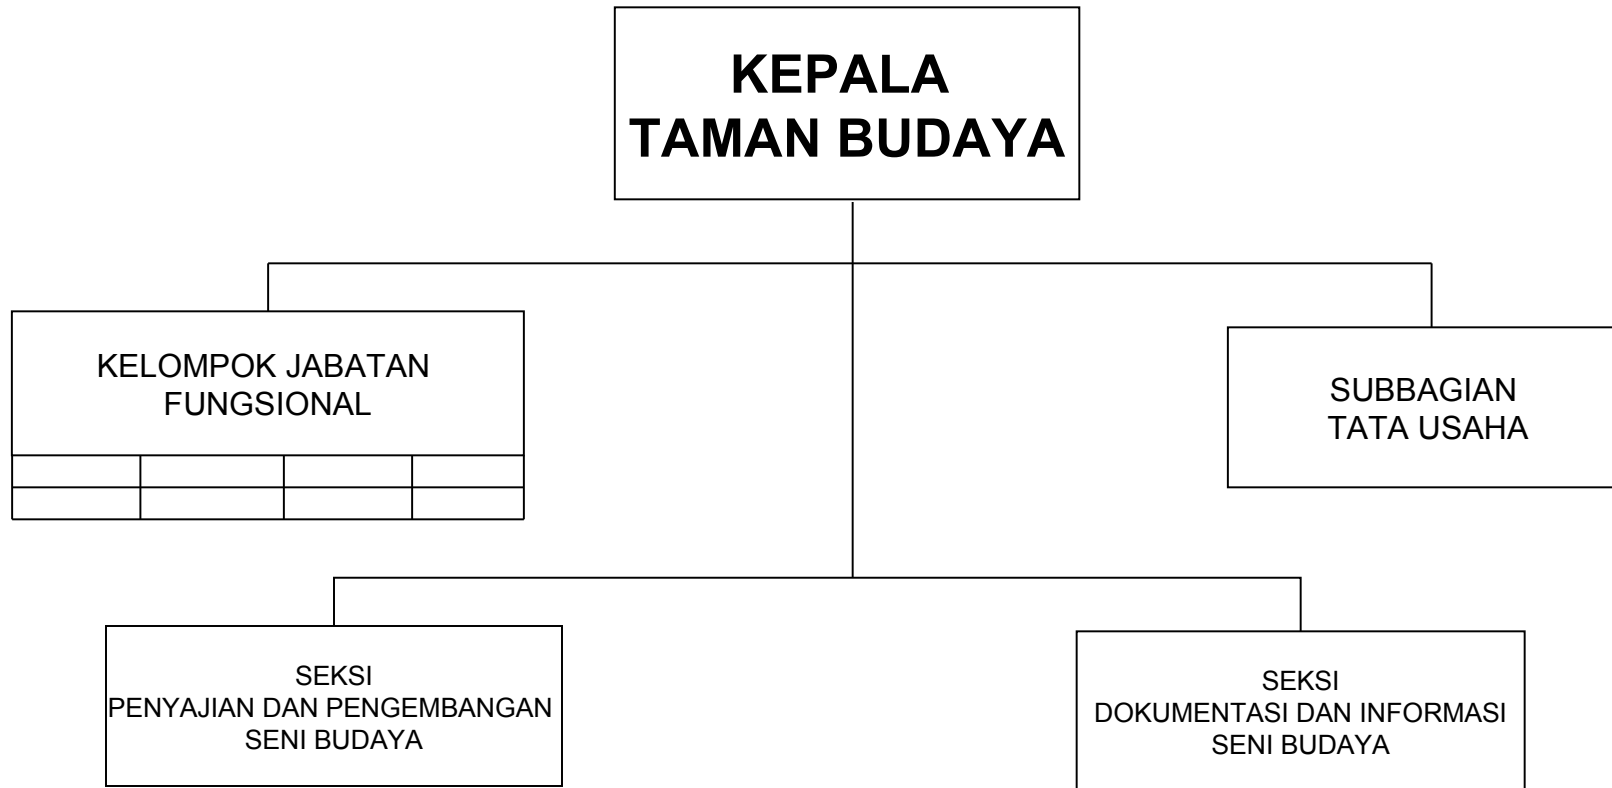 KEPALA
TAMAN BUDAYA
KELOMPOK JABATAN
FUNGSIONAL
SUBBAGIAN
TATA USAHA
SEKSI
PENYAJIAN DAN PENGEMBANGAN
SENI BUDAYA
SEKSI
DOKUMENTASI DAN INFORMASI
SENI BUDAYA